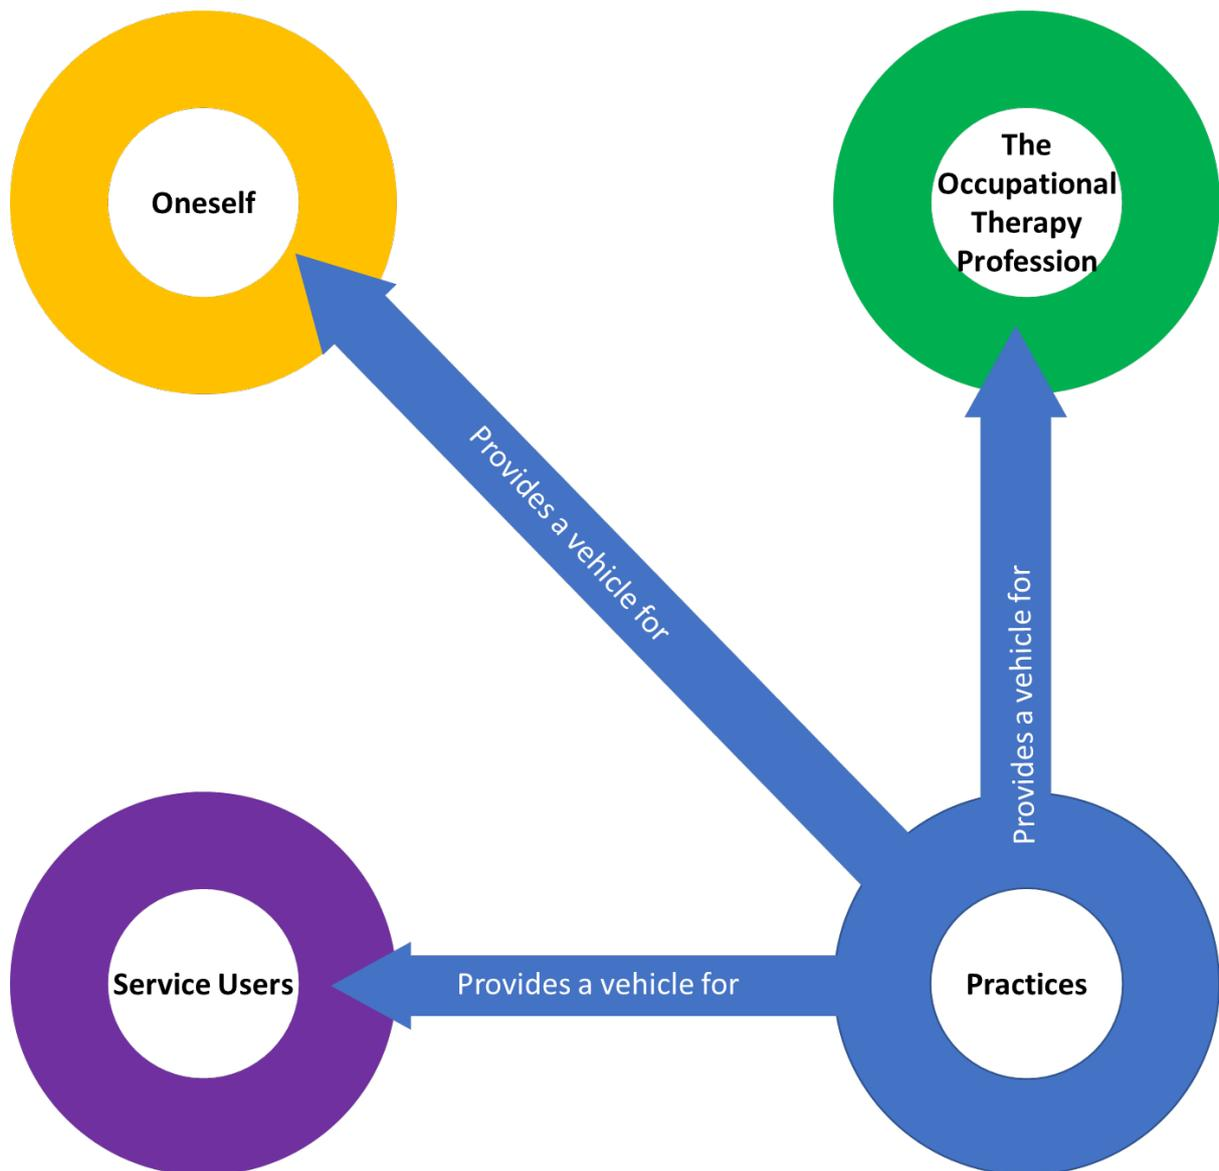 Oneself
The
Occupational
Therapy
Profession
Provides a vehicle for
Provides a vehicle for
Service Users
Provides a vehicle for
Practices